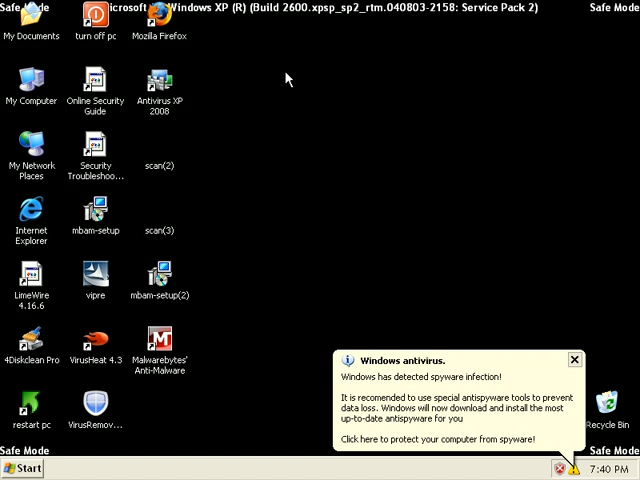 Safe Mode
Microsoft Windows XP (R) (Build 2600.xpsp_sp2_rtm.040803-2158: Service Pack 2)
Safe Mode
My Documents
turn off pc
Mozilla Firefox
My Computer
Online Security
Guide
Antivirus XP
2008
My Network
Places
Security
Troubleshoo...
scan(2)
Internet
Explorer
mbam-setup
scan(3)
LimeWire
4.16.6
vipre
mbam-setup(2)
4Diskclean Pro
VirusHeat 4.3
Malwarebytes'
Anti-Malware
restart pc
VirusRemov...
Windows antivirus.
Windows has detected spyware infection!
It is recomended to use special antispyware tools to prevent
data loss. Windows will now download and install the most
up-to-date antispyware for you
Click here to protect your computer from spyware!
Recycle Bin
Safe Mode
Safe Mode
Start
7:40 PM